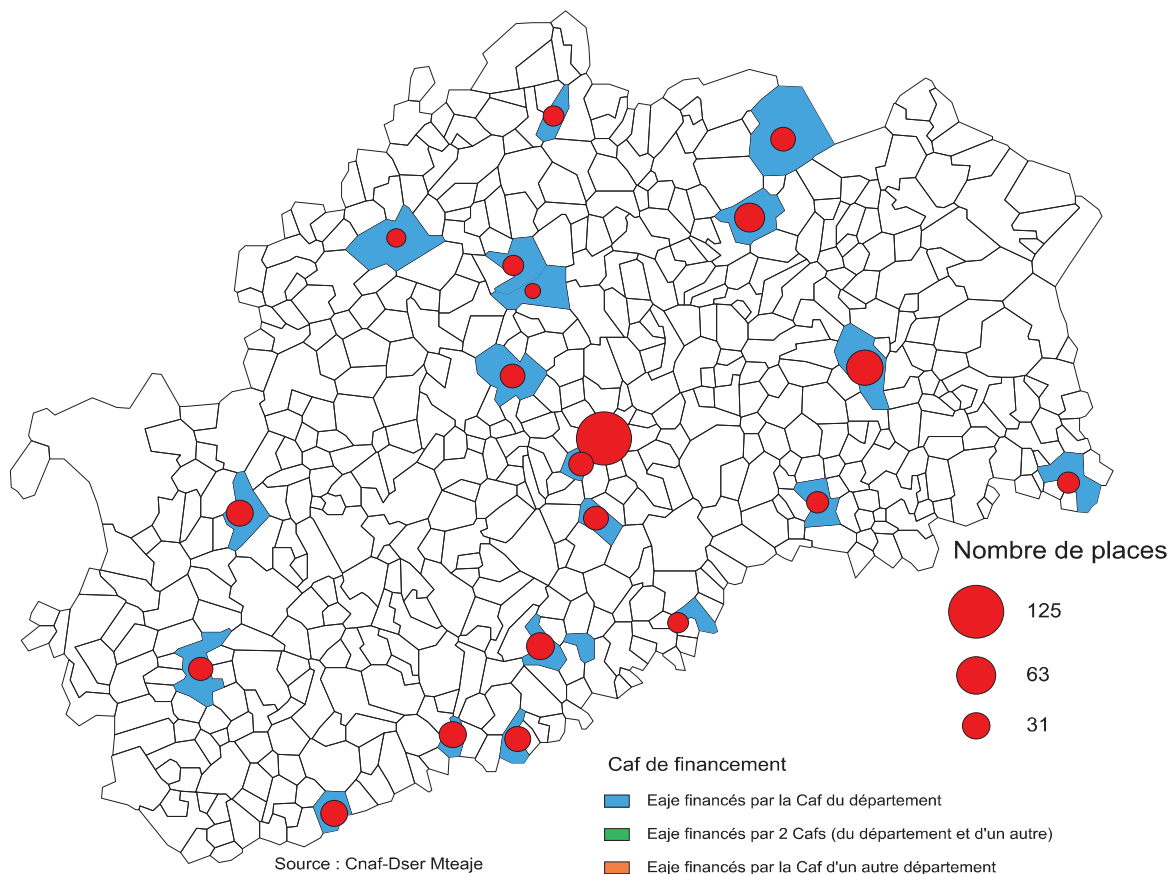 Nombre de places
125
63
31
Caf de financement
Eaje financés par la Caf du département
Eaje financés par 2 Cafs (du département et d'un autre)
Eaje financés par la Caf d'un autre département
Source : Cnaf-Dser Mteaje